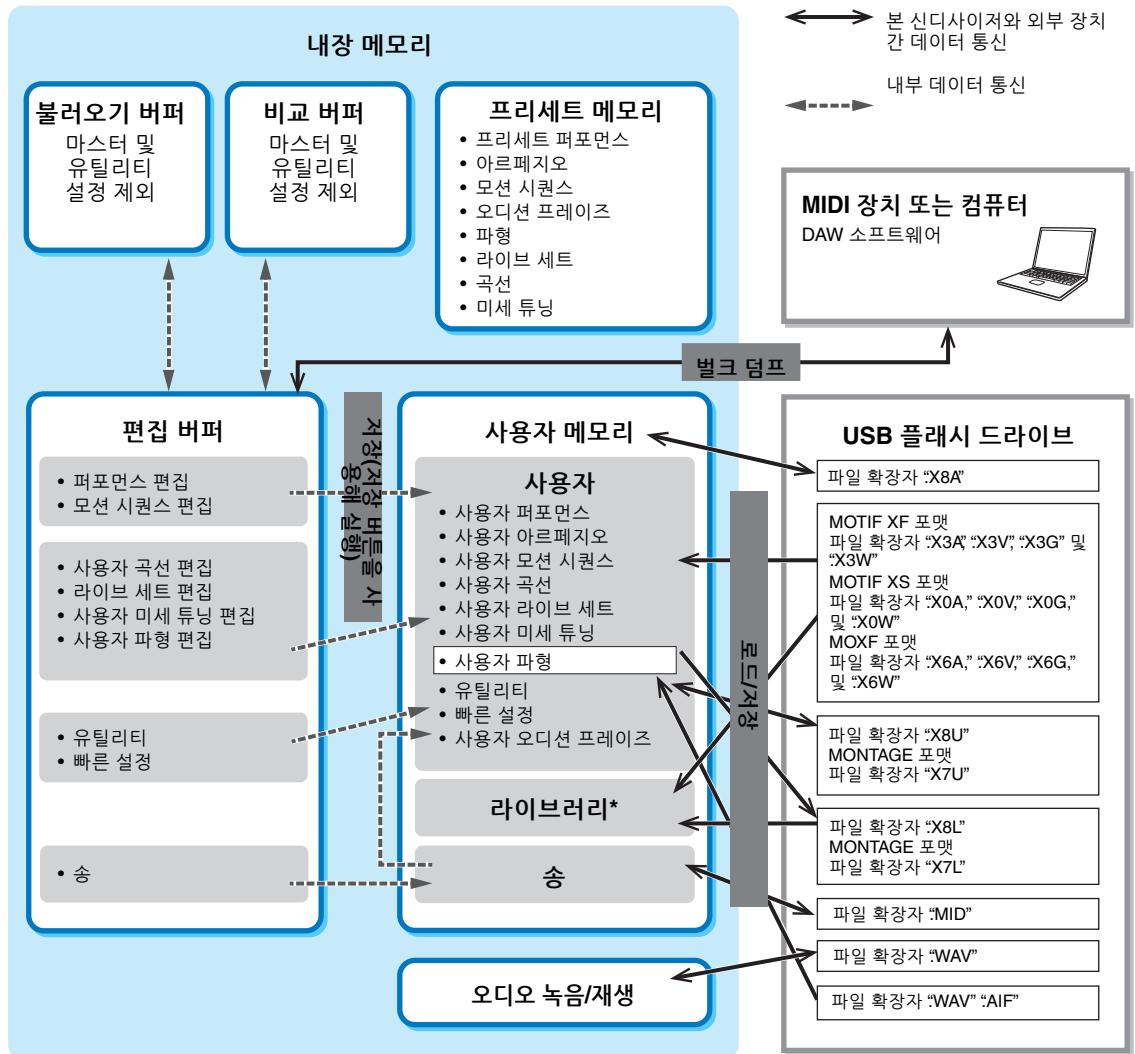 본 신디사이저와 외부 장치
간 데이터 통신
내부 데이터 통신
내장 메모리
불러오기 버퍼
마스터 및
유틸리티
설정 제외
비교 버퍼
마스터 및
유틸리티
설정 제외
프리세트 메모리
• 프리세트 퍼포먼스
• 아르페지오
• 모션 시퀀스
• 오디션 프레이즈
• 파형
• 라이브 세트
• 곡선
• 미세 튜닝
MIDI 장치 또는 컴퓨터
DAW 소프트웨어
벌크 덤프
편집 버퍼
• 퍼포먼스 편집
• 모션 시퀀스 편집
• 사용자 곡선 편집
• 라이브 세트 편집
• 사용자 미세 튜닝 편집
• 사용자 파형 편집
• 유틸리티
• 빠른 설정
• 송
저장(저장 버튼을 사
용해 실행)
사용자 메모리
사용자
• 사용자 퍼포먼스
• 사용자 아르페지오
• 사용자 모션 시퀀스
• 사용자 곡선
• 사용자 라이브 세트
• 사용자 미세 튜닝
• 사용자 파형
• 유틸리티
• 빠른 설정
• 사용자 오디션 프레이즈
라이브러리*
송
오디오 녹음/재생
로드/저장
USB 플래시 드라이브
파일 확장자 “.X8A”
MOTIF XF 포맷
파일 확장자 “.X3A”, “.X3V”, “.X3G” 및
“.X3W”
MOTIF XS 포맷
파일 확장자 “.X0A,” “.X0V,” “.X0G,”
및 “.X0W”
MOXF 포맷
파일 확장자 “.X6A,” “.X6V,” “.X6G,”
및 “.X6W”
파일 확장자 “.X8U”
MONTAGE 포맷
파일 확장자 “.X7U”
파일 확장자 “.X8L”
MONTAGE 포맷
파일 확장자 “.X7L”
파일 확장자 “.MID”
파일 확장자 “.WAV”
파일 확장자 “.WAV” “.AIF”